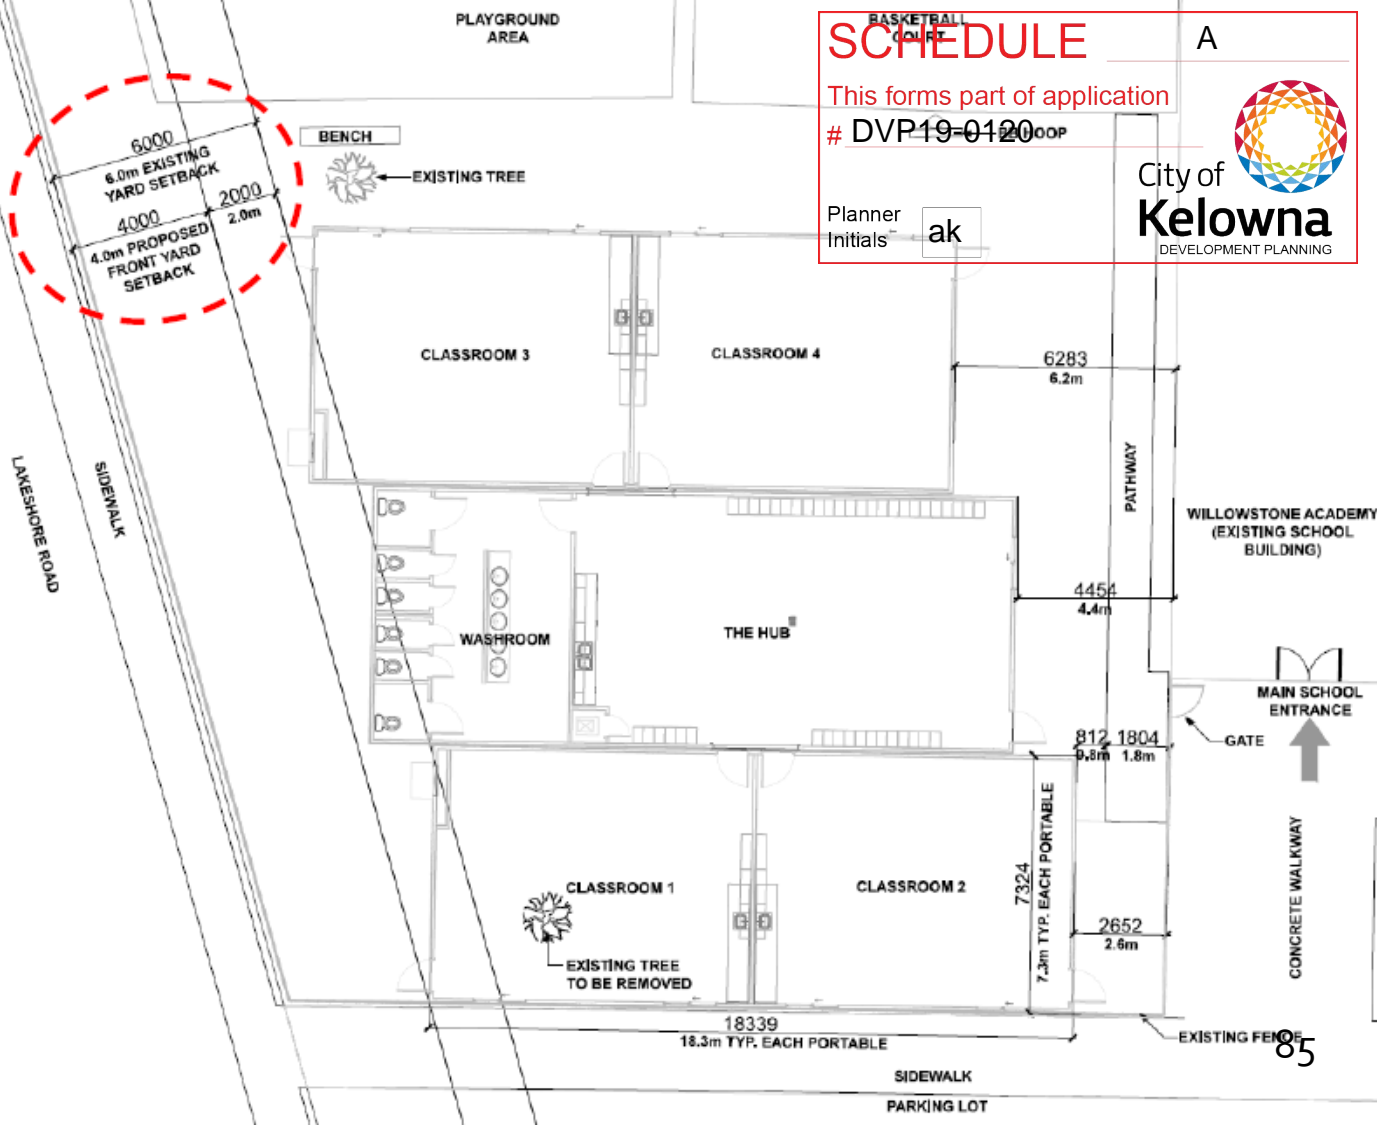 PLAYGROUND
AREA
BASKETBALL
COURT
SCHEDULE
A
This forms part of application
# DVP19-0120
BB HOOP
City of
Kelowna
DEVELOPMENT PLANNING
Planner
Initials
ak
6000
6.0m EXISTING
YARD SETBACK
2000
2.0m
4000
4.0m PROPOSED
FRONT YARD
SETBACK
BENCH
EXISTING TREE
CLASSROOM 3
CLASSROOM 4
6283
6.2m
LAKESHORE ROAD
SIDEWALK
PATHWAY
WILLOWSTONE ACADEMY
(EXISTING SCHOOL
BUILDING)
4454
4.4m
WASHROOM
THE HUB
MAIN SCHOOL
ENTRANCE
GATE
812
0.8m
1804
1.8m
7324
7.3m TYP. EACH PORTABLE
CLASSROOM 1
CLASSROOM 2
EXISTING TREE
TO BE REMOVED
2652
2.6m
CONCRETE WALKWAY
18339
18.3m TYP. EACH PORTABLE
EXISTING FENCE
85
SIDEWALK
PARKING LOT